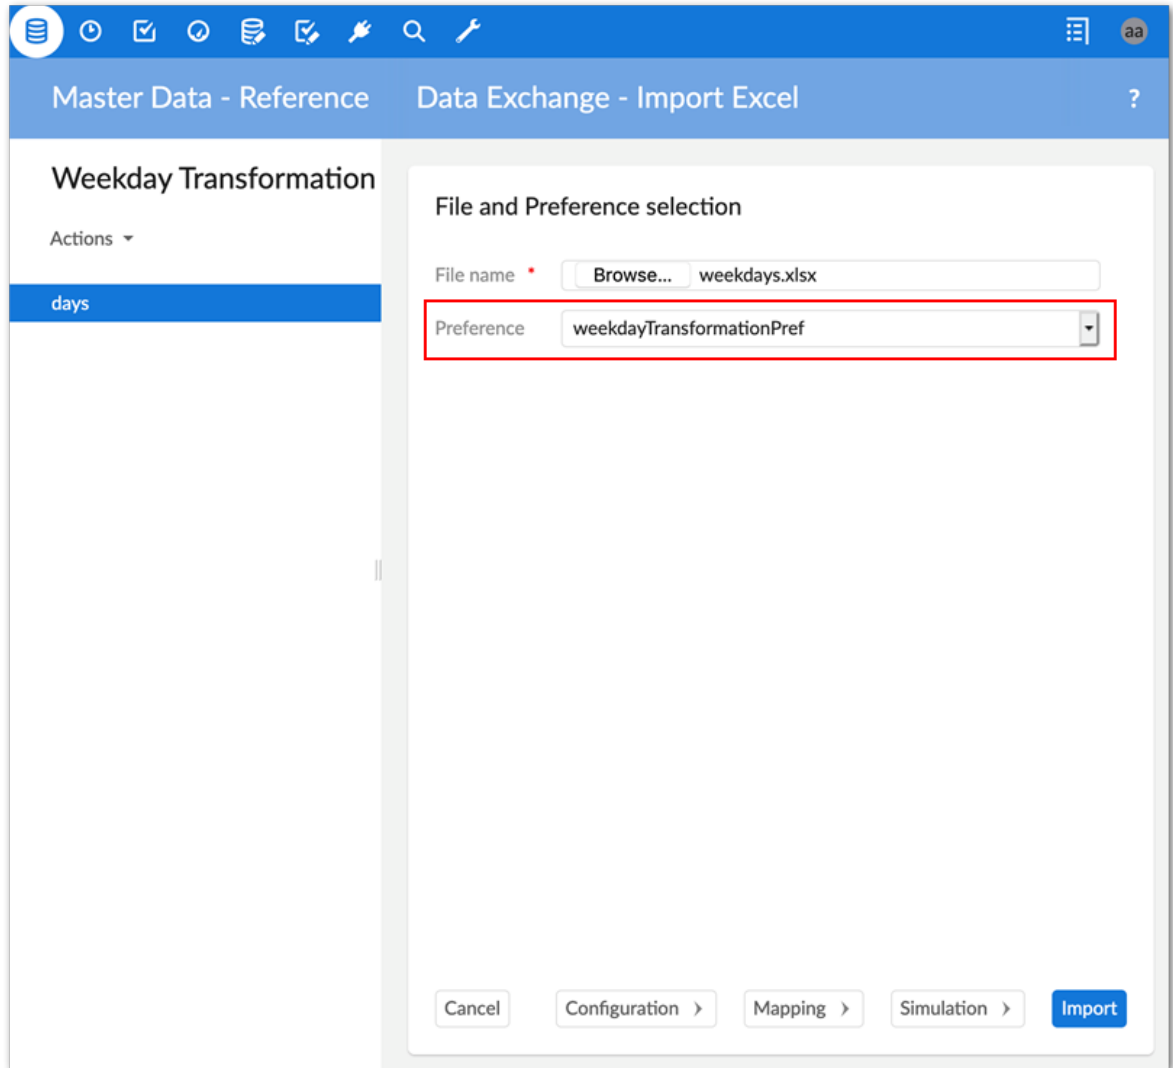 aa
Master Data - Reference
Data Exchange - Import Excel
?
Weekday Transformation
Actions
days
File and Preference selection
File name * Browse... weekdays.xlsx
Preference weekdayTransformationPref
Cancel Configuration Mapping Simulation Import